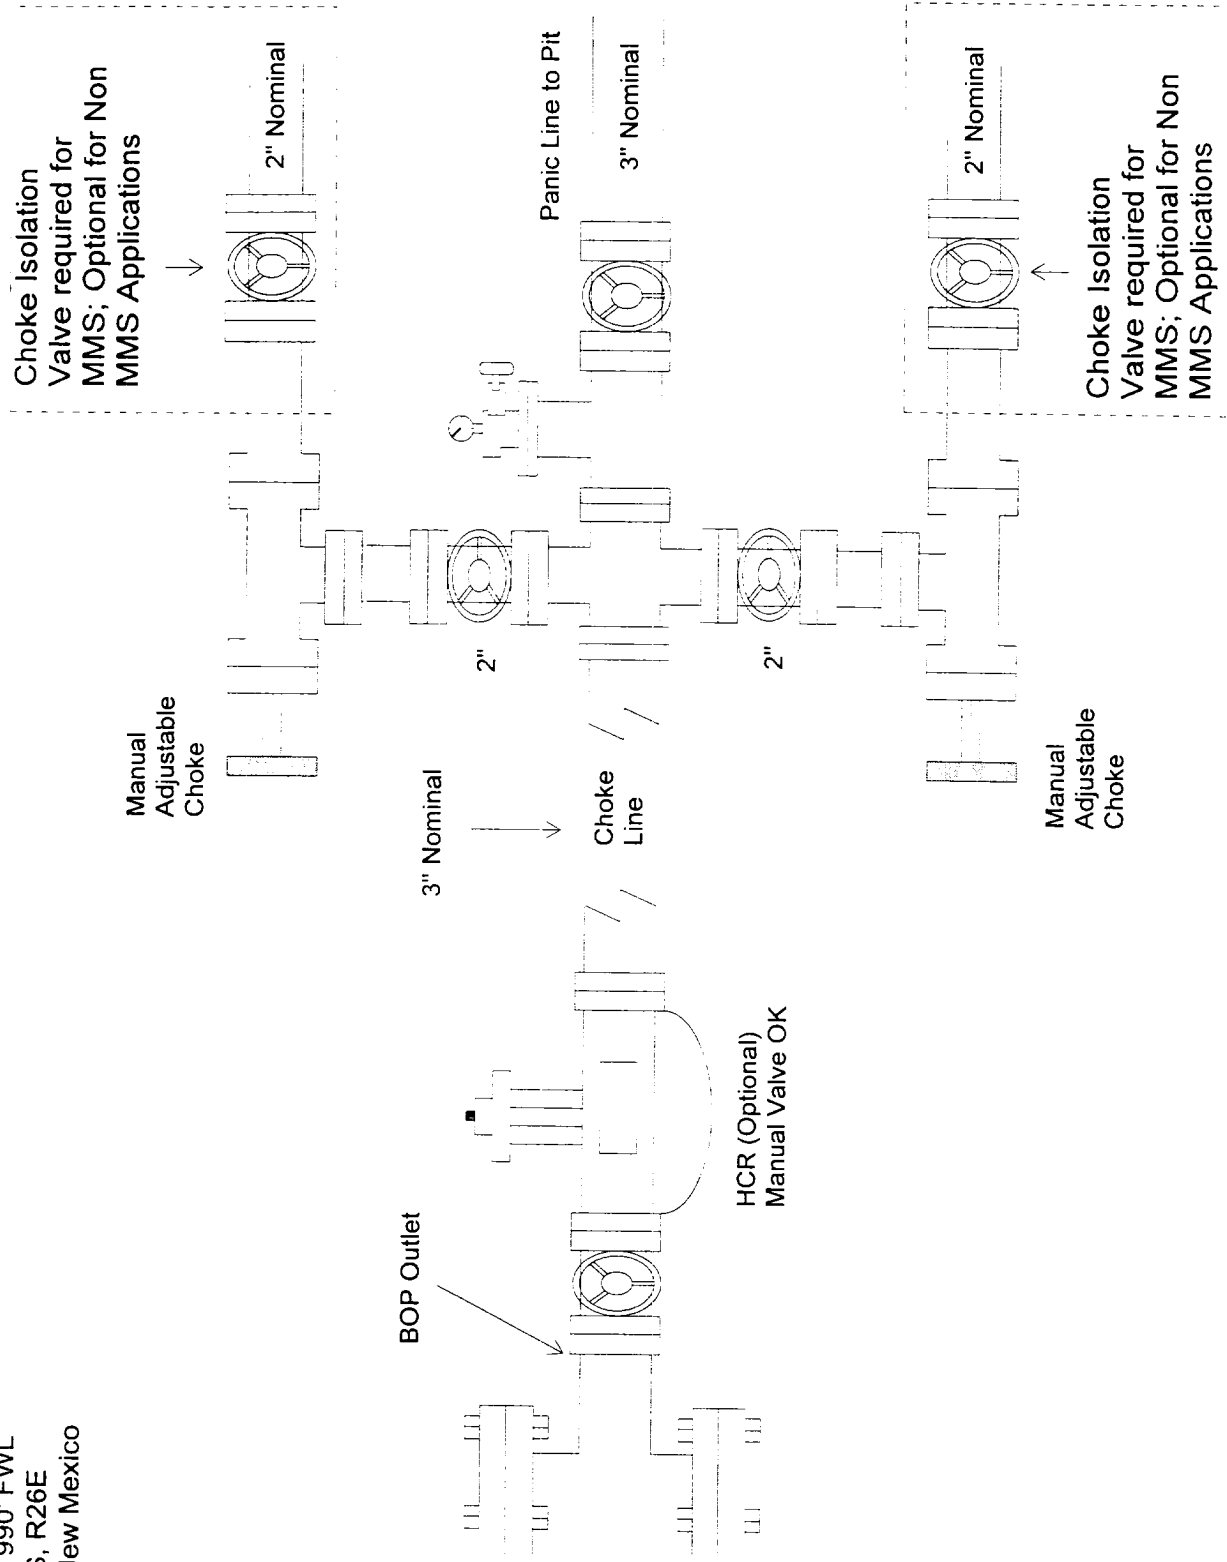 990' FWL
R26E
New Mexico
BOP Outlet
HCR (Optional)
Manual Valve OK
3" Nominal
Choke
Line
Manual
Adjustable
Choke
2"
2"
Manual
Adjustable
Choke
Choke Isolation
Valve required for
MMS; Optional for Non
MMS Applications
2" Nominal
Panic Line to Pit
3" Nominal
2" Nominal
Choke Isolation
Valve required for
MMS; Optional for Non
MMS Applications